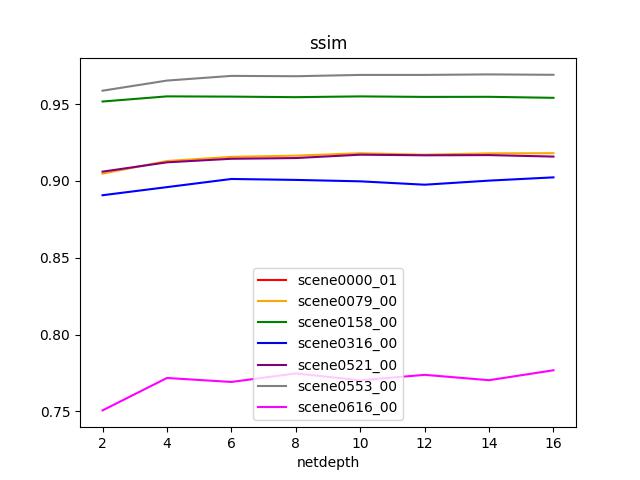 ssim
0.95
0.90
0.85
0.80
0.75
scene0000_01
scene0079_00
scene0158_00
scene0316_00
scene0521_00
scene0553_00
scene0616_00
2 4 6 8 10 12 14 16
netdepth